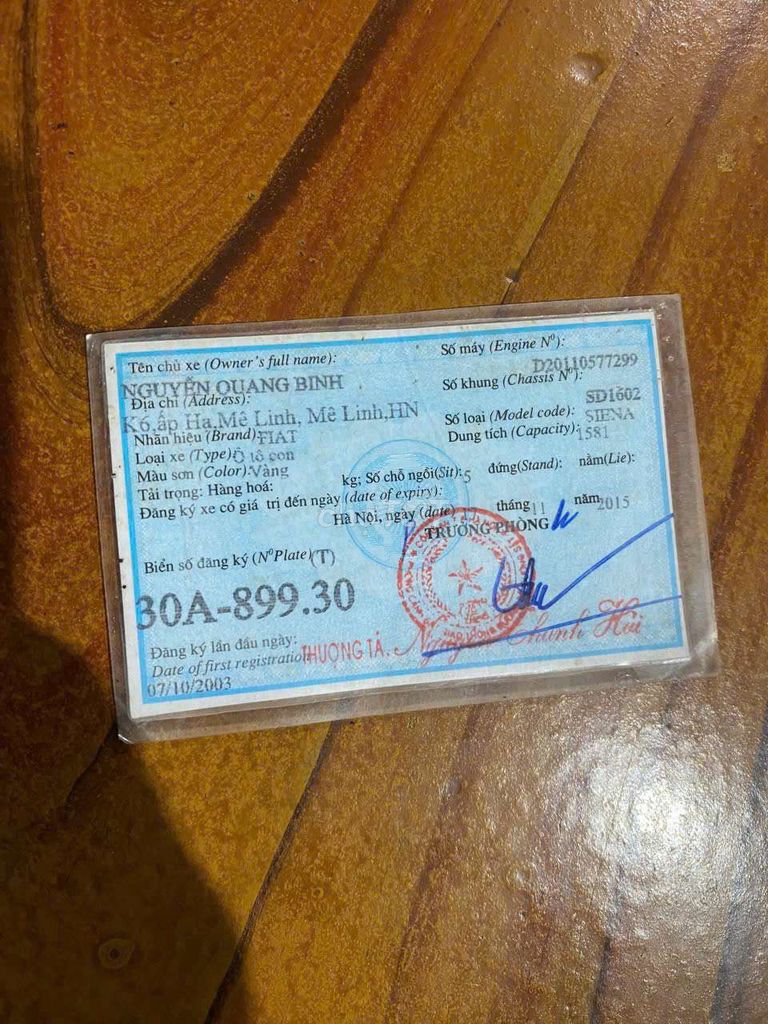 Tên chủ xe (Owner's full name):
NGUYỄN QUANG BINH
Địa chỉ (Address):
K6,ấp Hạ,Mê Linh, Mê Linh,HN
Nhãn hiệu (Brand): FIAT
Loại xe (Type) Ô tô con
Màu sơn (Color): Vàng
Tải trọng: Hàng hoá: kg; Số chỗ ngồi(Sit): 5 đứng(Stand): nằm(Lie):
Đăng ký xe có giá trị đến ngày (date of expiry):
Số máy (Engine Nº):
D20110577299
Số khung (Chassis Nº):
SD1602
Số loại (Model code): SIENA
Dung tích (Capacity): 1581
Hà Nội, ngày (date) 17 tháng 11 năm 2015
TRƯỞNG PHÒNG
Biển số đăng ký (NºPlate) (T)
30A-899.30
Đăng ký lần đầu ngày:
Date of first registration
07/10/2003
THƯỢNG TÁ.